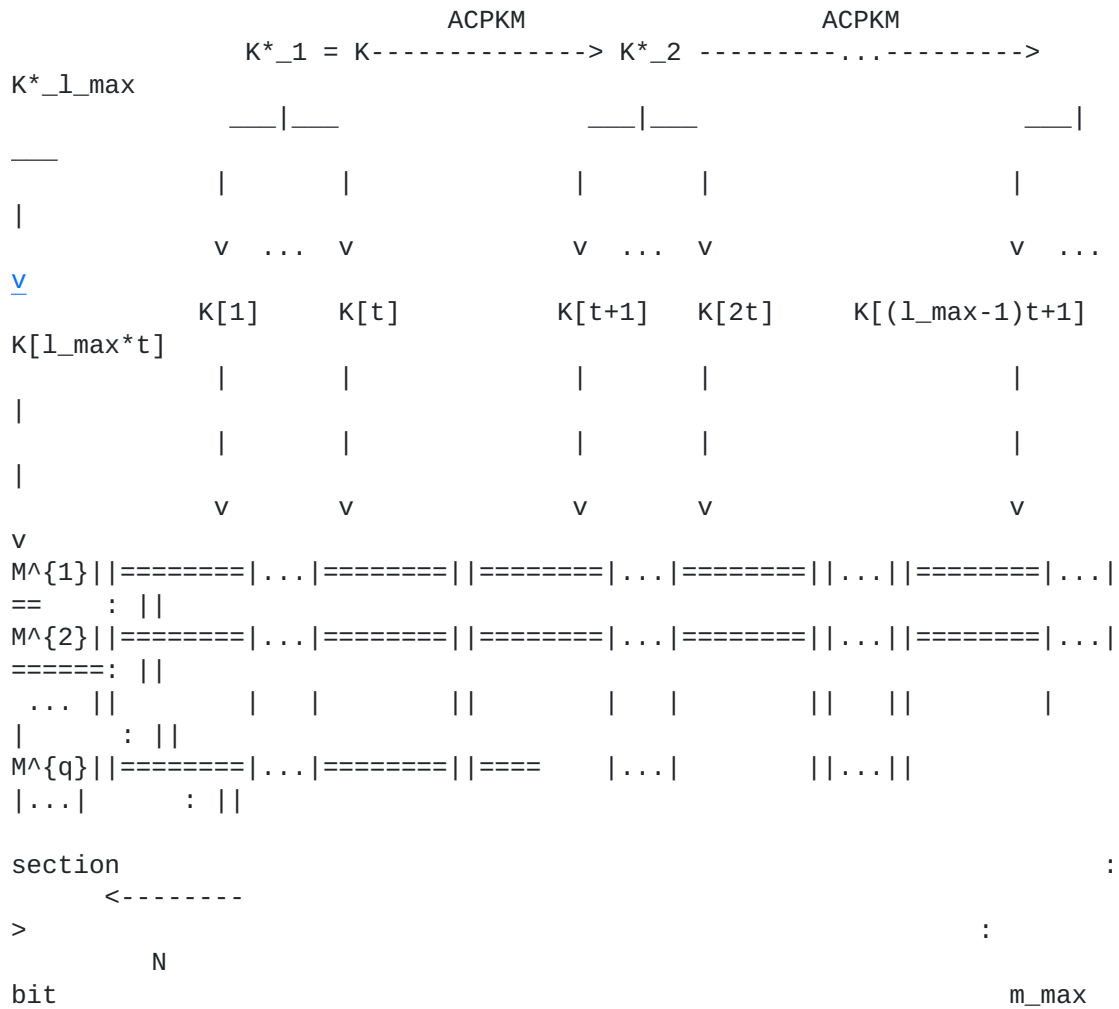 ACPKM                  ACPKM
              K*_1 = K--------------> K*_2 ---------...--------->
K*_l_max
             ___|___               ___|___                    ___|
___
            |       |             |       |                  |
|
            v  ...  v             v  ...  v                  v  ...
v
           K[1]     K[t]         K[t+1]   K[2t]     K[(l_max-1)t+1]
K[l_max*t]
            |       |             |       |                  |
|
            |       |             |       |                  |
|
            v       v             v       v                  v
v
M^{1}||========|...|========||========|...|========||...||========|...|
==    : ||
M^{2}||========|...|========||========|...|========||...||========|...|
======: ||
 ... ||        |   |        ||        |   |        ||   ||        |
|      : ||
M^{q}||========|...|========||====    |...|        ||...||
|...|      : ||
section                                                              :
      <--------
>                                                            :
         N
bit                                                            m_max